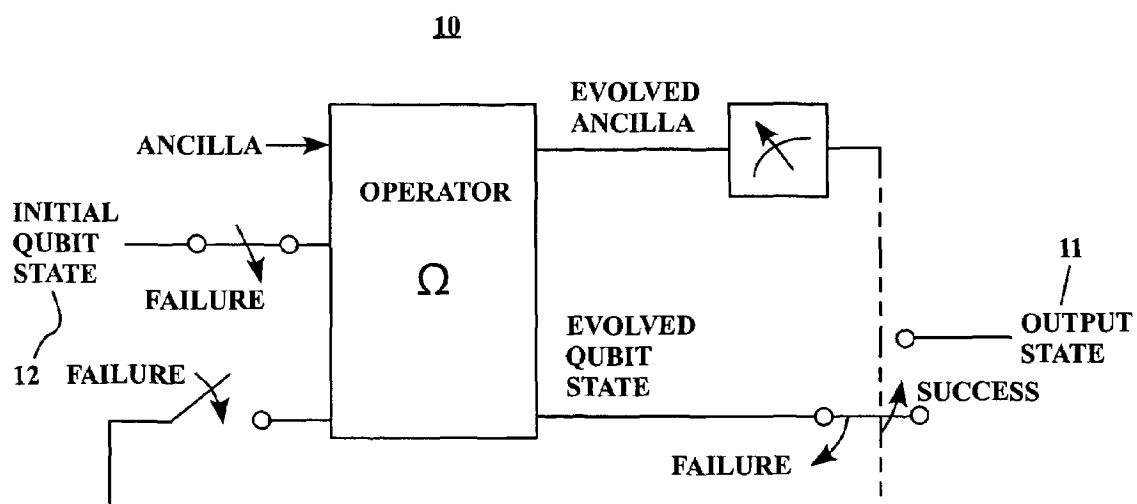 10
EVOLVED
ANCILLA
ANCILLA
OPERATOR
Ω
INITIAL
QUBIT
STATE
FAILURE
12
FAILURE
EVOLVED
QUBIT
STATE
11
OUTPUT
STATE
SUCCESS
FAILURE